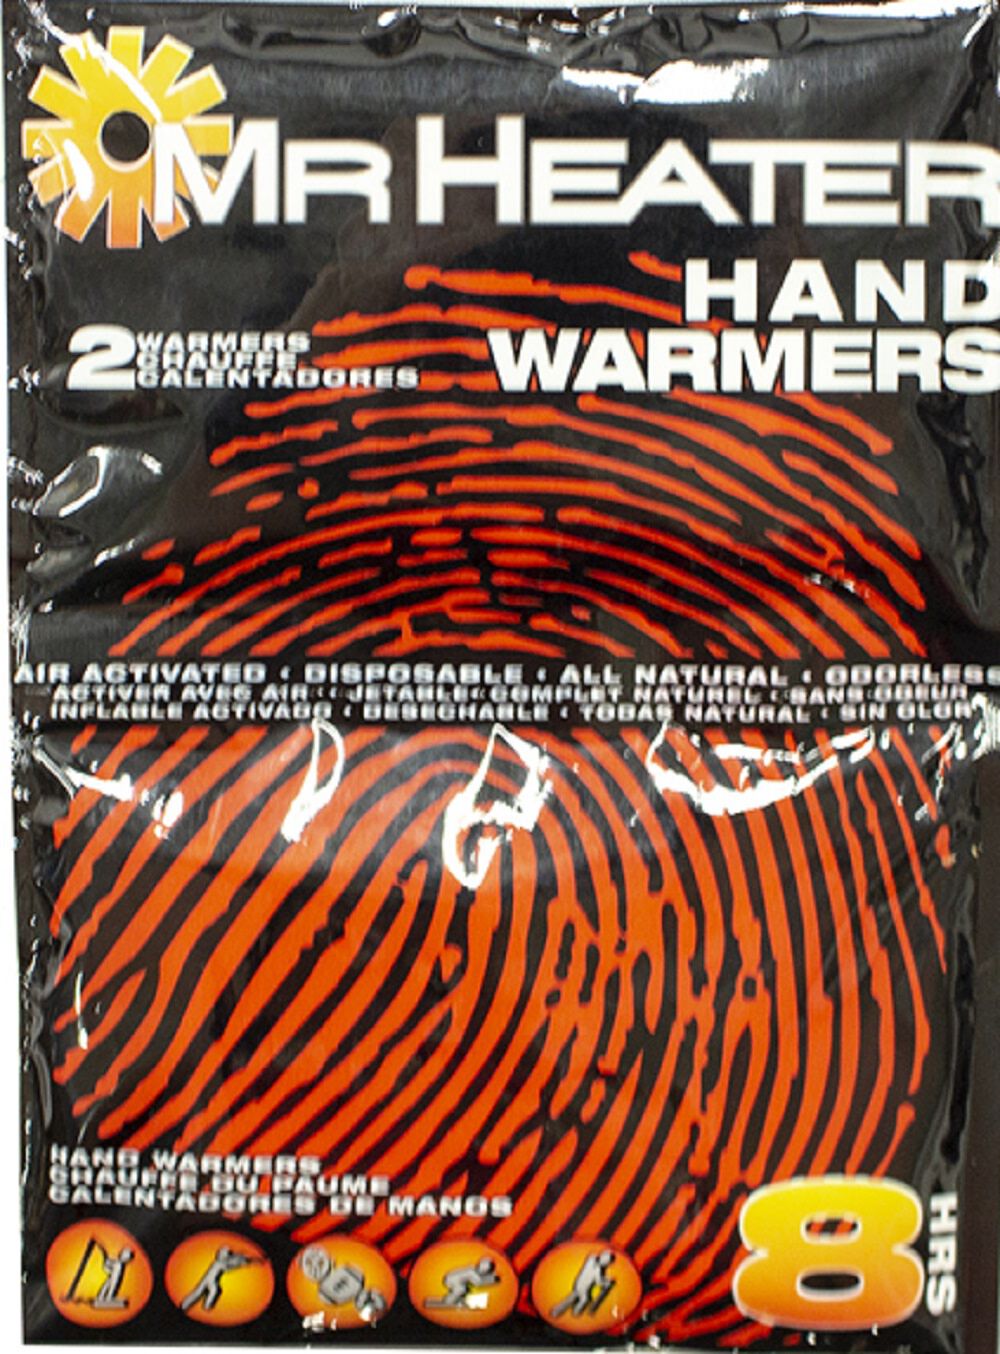 MR HEATER
HAND
WARMERS
2 WARMERS
CHAUFFE
CALENTADORES
AIR ACTIVATED ‹ DISPOSABLE ‹ ALL NATURAL ‹ ODORLESS
ACTIVER AVEC AIR ‹ JETABLE ‹ COMPLET NATUREL ‹ SANS ODEUR
INFLABLE ACTIVADO ‹ DESECHABLE ‹ TODAS NATURAL ‹ SIN OLOR
HAND WARMERS
CHAUFFE DU PAUME
CALENTADORES DE MANOS
8 HRS